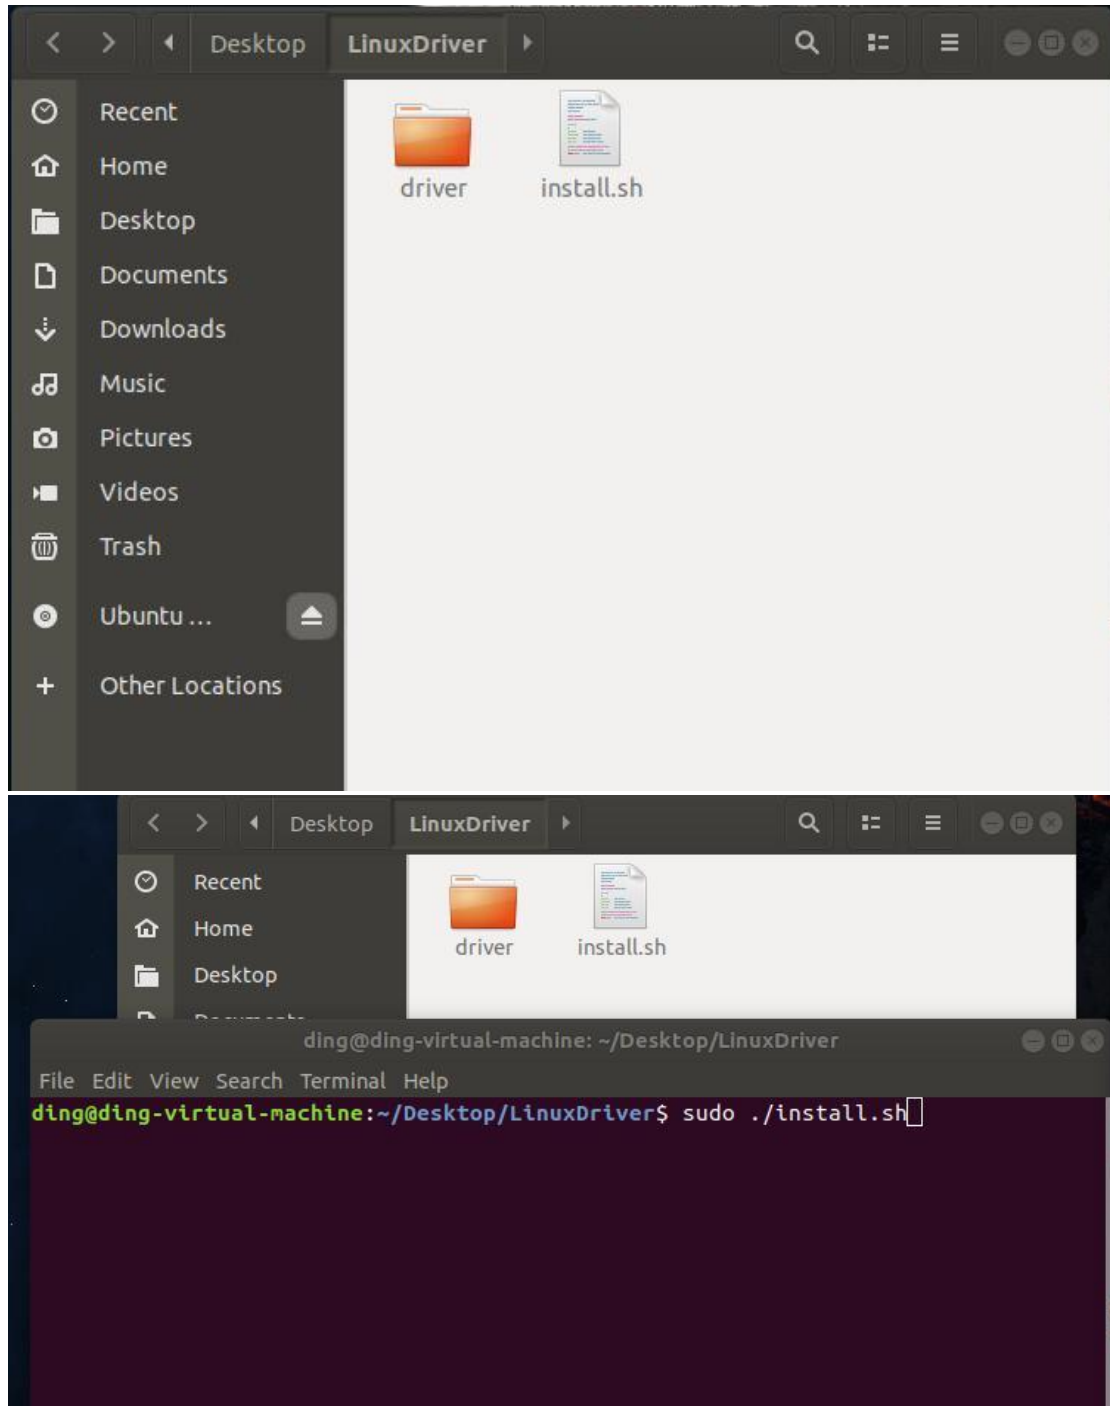 Desktop LinuxDriver
Recent
Home
Desktop
Documents
Downloads
Music
Pictures
Videos
Trash
Ubuntu ...
Other Locations
driver install.sh
Desktop LinuxDriver
Recent
Home
Desktop
driver install.sh
ding@ding-virtual-machine: ~/Desktop/LinuxDriver
File Edit View Search Terminal Help
ding@ding-virtual-machine:~/Desktop/LinuxDriver$ sudo ./install.sh